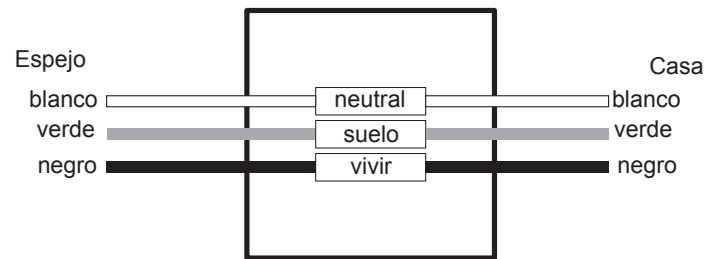 Espejo
Casa
blanco neutral blanco
verde suelo verde
negro vivir negro